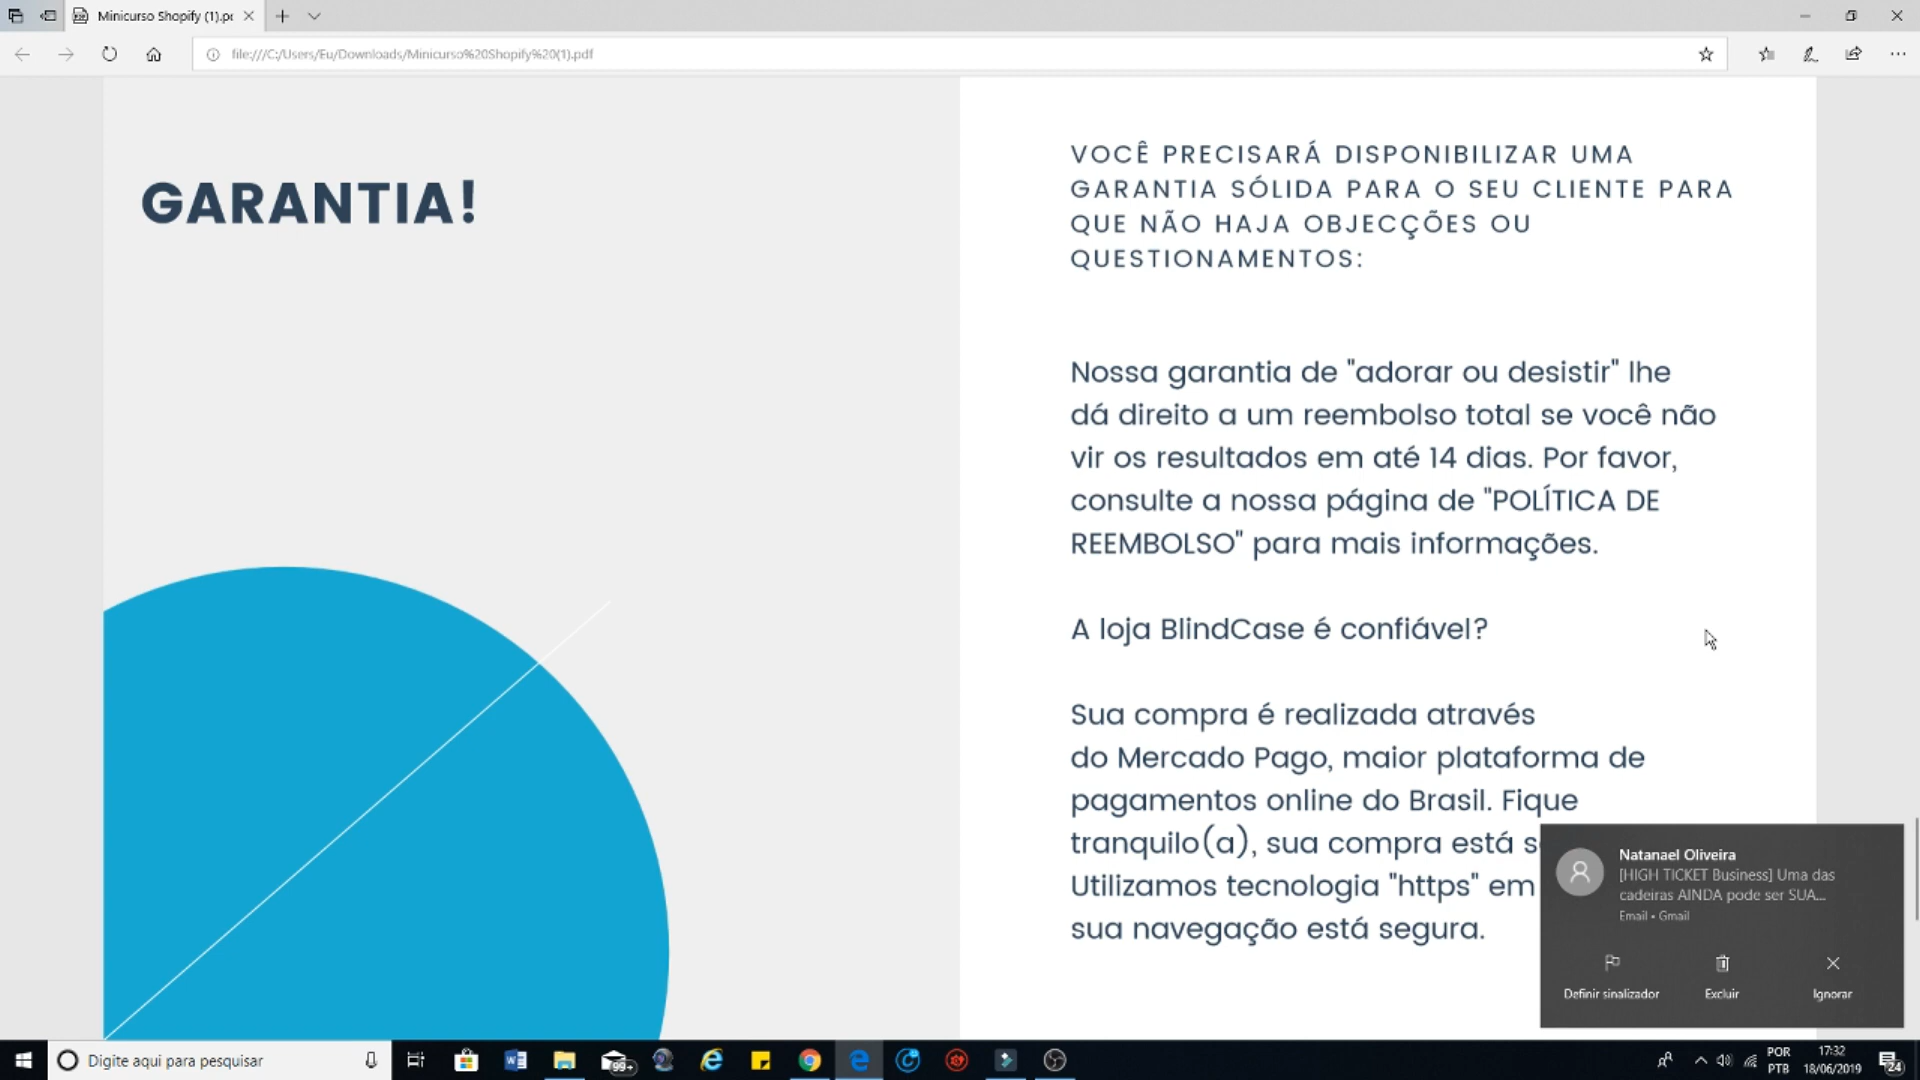 Minicurso Shopify (1).pd
file:///C:/Users/Eu/Downloads/Minicurso%20Shopify%20(1).pdf
GARANTIA!
VOCÊ PRECISARÁ DISPONIBILIZAR UMA
GARANTIA SÓLIDA PARA O SEU CLIENTE PARA
QUE NÃO HAJA OBJECÇÕES OU
QUESTIONAMENTOS:
Nossa garantia de "adorar ou desistir" lhe
dá direito a um reembolso total se você não
vir os resultados em até 14 dias. Por favor,
consulte a nossa página de "POLÍTICA DE
REEMBOLSO" para mais informações.
A loja BlindCase é confiável?
Sua compra é realizada através
do Mercado Pago, maior plataforma de
pagamentos online do Brasil. Fique
tranquilo(a), sua compra está s
Utilizamos tecnologia "https" em
sua navegação está segura.
Natanael Oliveira
[HIGH TICKET Business] Uma das
cadeiras AINDA pode ser SUA...
Email • Gmail
Definir sinalizador
Excluir
Ignorar
Digite aqui para pesquisar
99+
POR
PTB
17:32
18/06/2019
24